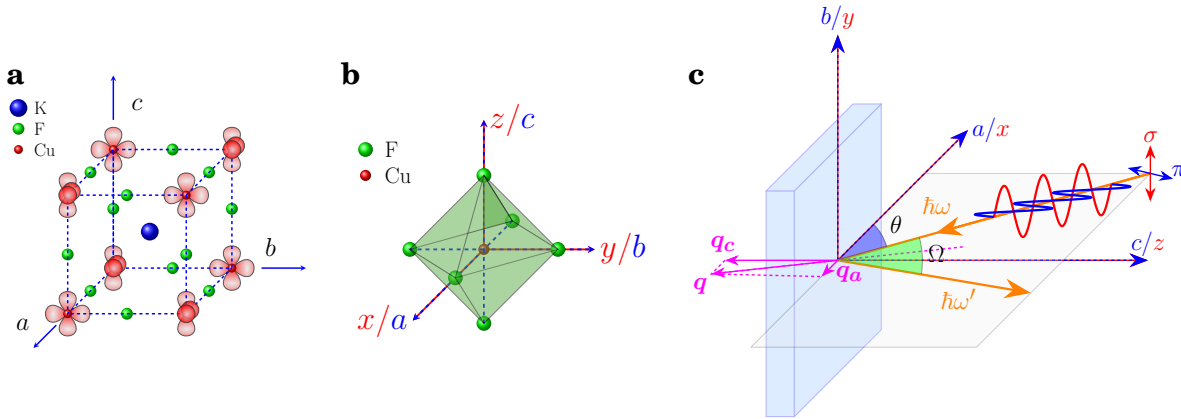 a
K
F
Cu
c
b
a
b
F
Cu
z/c
y/b
x/a
c
b/y
a/x
σ
π
ħω
θ
Ω
c/z
ħω′
q_c
q
q_a